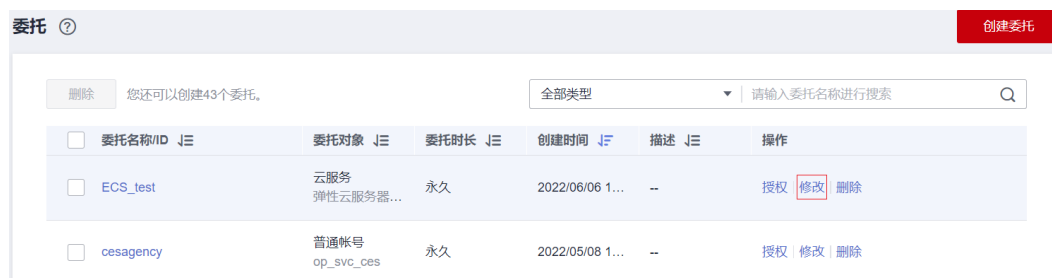 委托 ?
创建委托
删除 您还可以创建43个委托。 全部类型 请输入委托名称进行搜索
委托名称/ID 委托对象 委托时长 创建时间 描述 操作
ECS_test 云服务 永久 2022/06/06 1... -- 授权 修改 删除
弹性云服务器...
cesagency 普通帐号 永久 2022/05/08 1... -- 授权 修改 删除
op_svc_ces